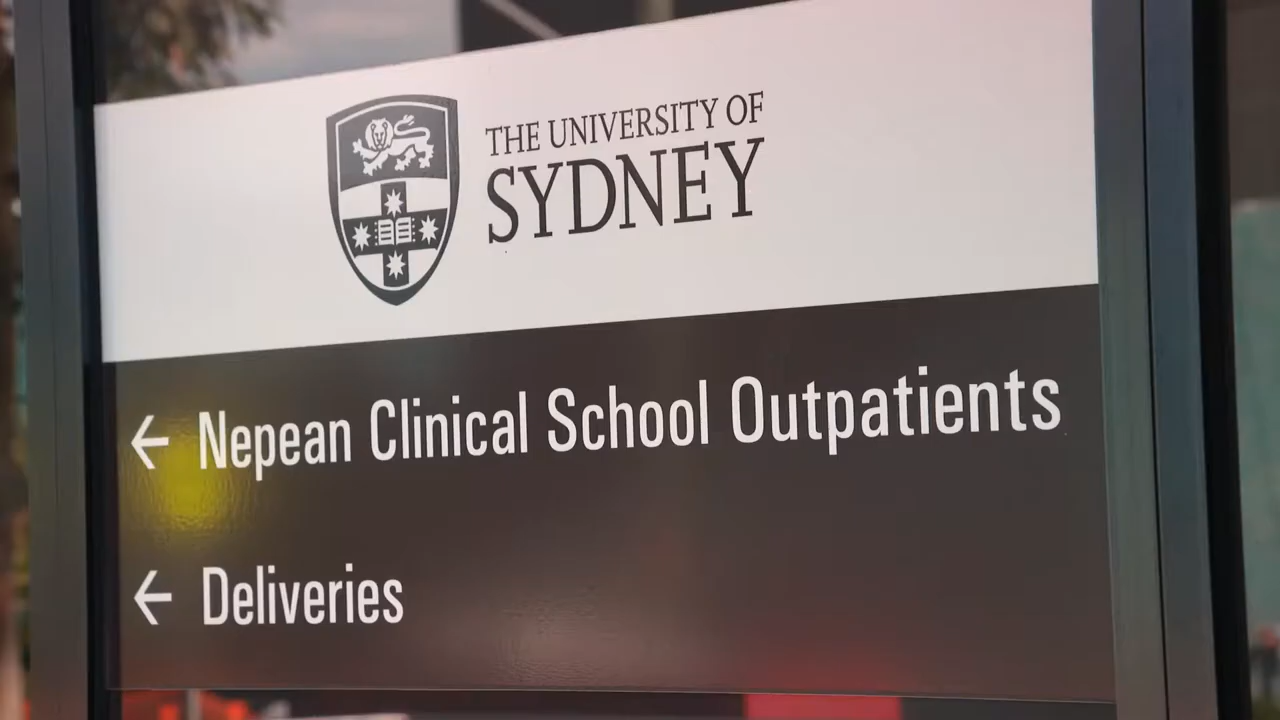 THE UNIVERSITY OF
SYDNEY
← Nepean Clinical School Outpatients
← Deliveries